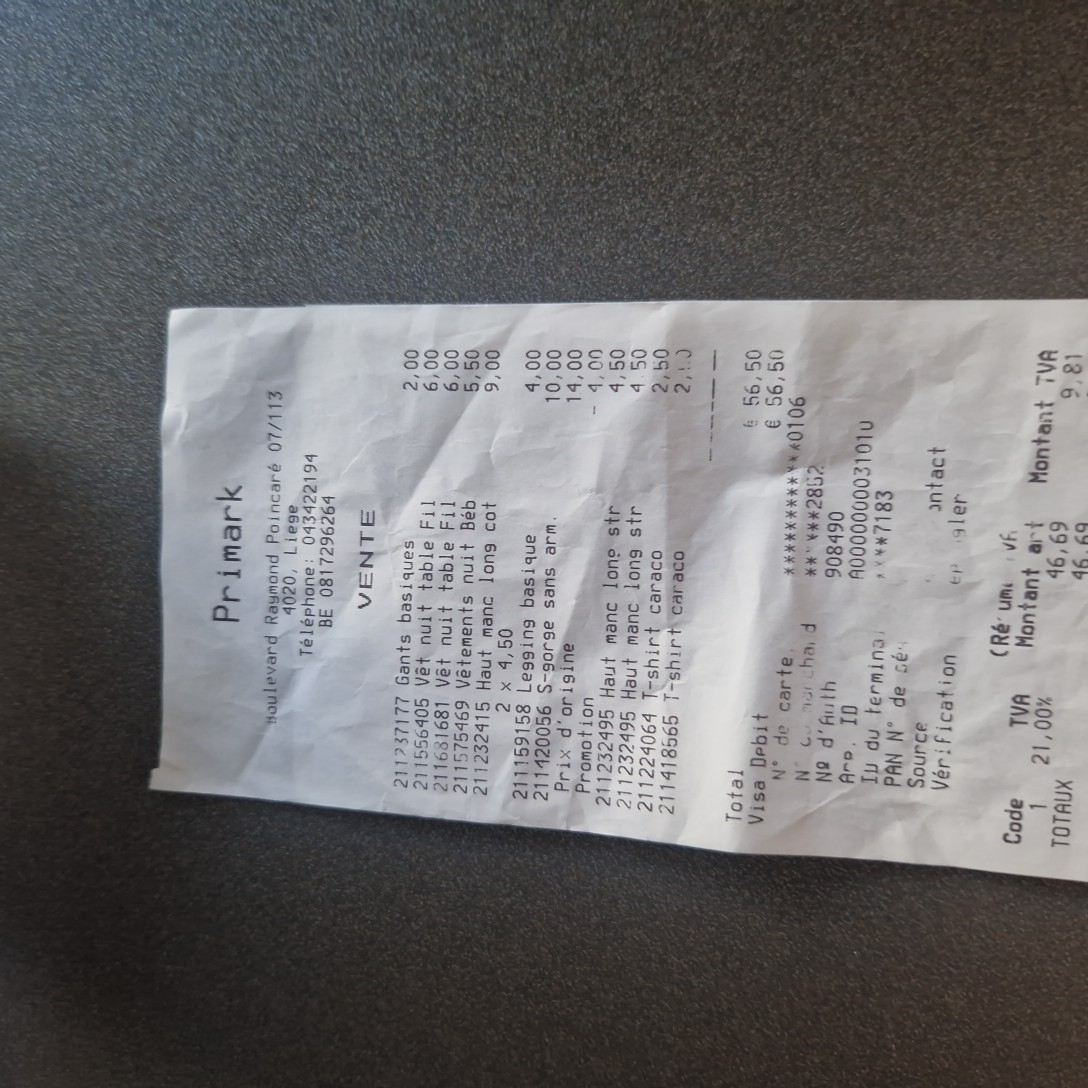 Primark
Boulevard Raymond Poincaré 07/113
4020, Liege
Téléphone: 043422194
BE 0817296264
VENTE
211237177 Gants basiques 2,00
211556405 Vêt nuit table Fil 6,00
211681681 Vêt nuit table Fil 6,00
211575469 Vêtements nuit Béb 5,50
211232415 Haut manc long cot 9,00
2 x 4,50
211159158 Legging basique 4,00
211420056 S-gorge sans arm. 10,00
Prix d'origine 14,00
Promotion - 4,00
211232495 Haut manc long str 4,50
211232495 Haut manc long str 4,50
211224064 T-shirt caraco 2,50
211418565 T-shirt caraco
Total € 56,50
Visa Debit € 56,50
N° de carte ************0106
N° 2852
Nº d'Auth 908490
App. ID A0000000031010
ID du terminal ****7183
PAN N° de
Source
Vérification
Code TVA Montant Montant TVA
1 21,00% 46,69 9,81
TOTAUX 46,69